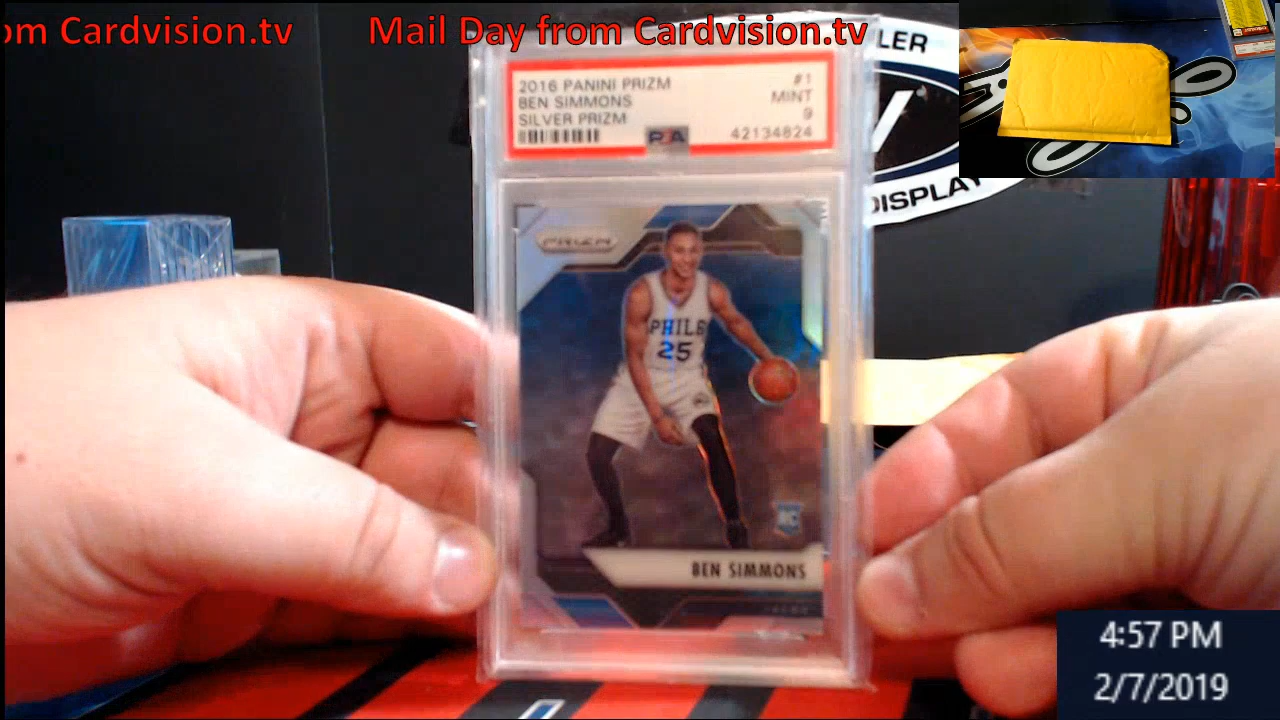 om Cardvision.tv Mail Day from Cardvision.tv
LER
DISPLAY
2016 PANINI PRIZM #1
BEN SIMMONS MINT
SILVER PRIZM 9
PSA 42134824
PRIZM
PHILA
25
RC
BEN SIMMONS
4:57 PM
2/7/2019